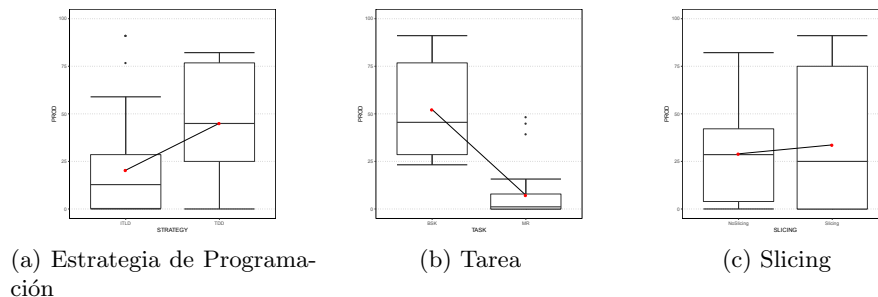 100
75
50
25
0
PROD
ITLD
TDD
STRATEGY
100
75
50
25
0
PROD
BSK
MR
TASK
100
75
50
25
0
PROD
NoSlicing
Slicing
SLICING
(a) Estrategia de Programa-
ción
(b) Tarea
(c) Slicing